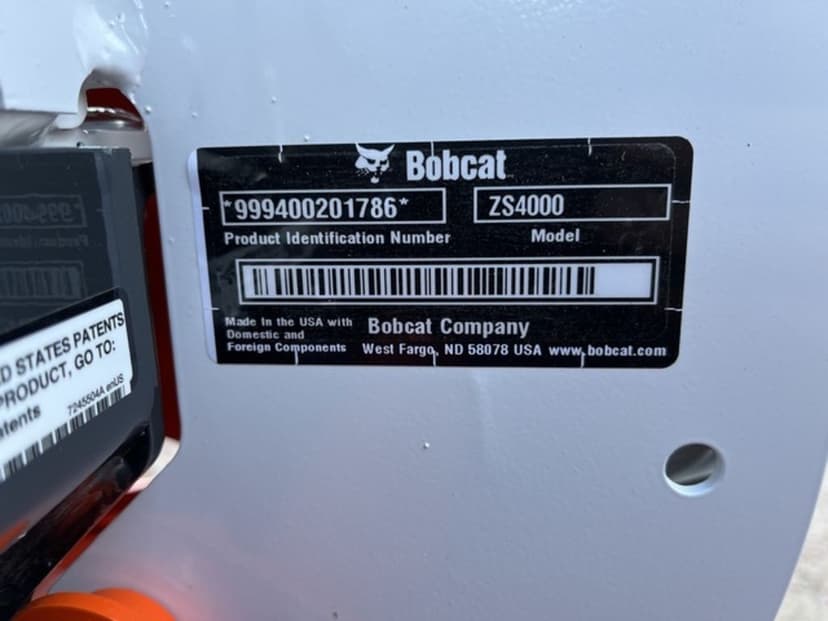 D STATES PATENTS
PRODUCT, GO TO:
atents
7245504A enUS
Bobcat
*999400201786*
ZS4000
Product Identification Number
Model
Made In the USA with
Domestic and
Foreign Components
Bobcat Company
West Fargo, ND 58078 USA www.bobcat.com